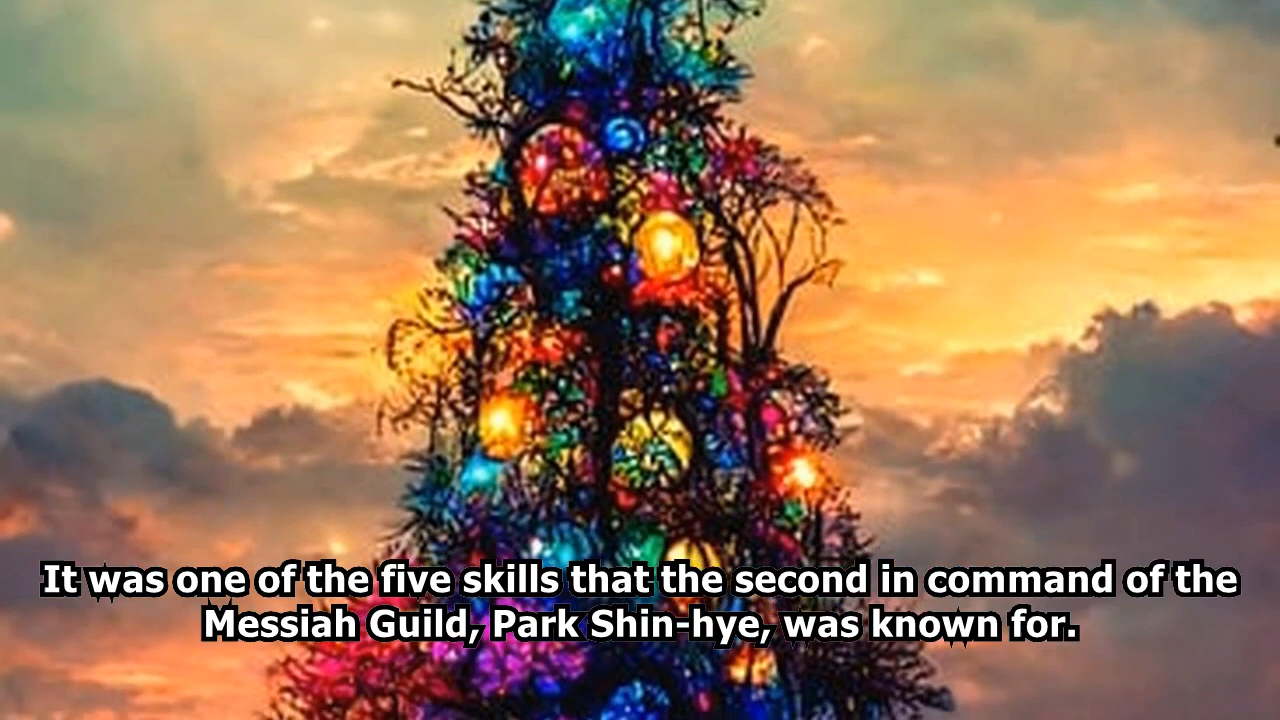 It was one of the five skills that the second in command of the
Messiah Guild, Park Shin-hye, was known for.